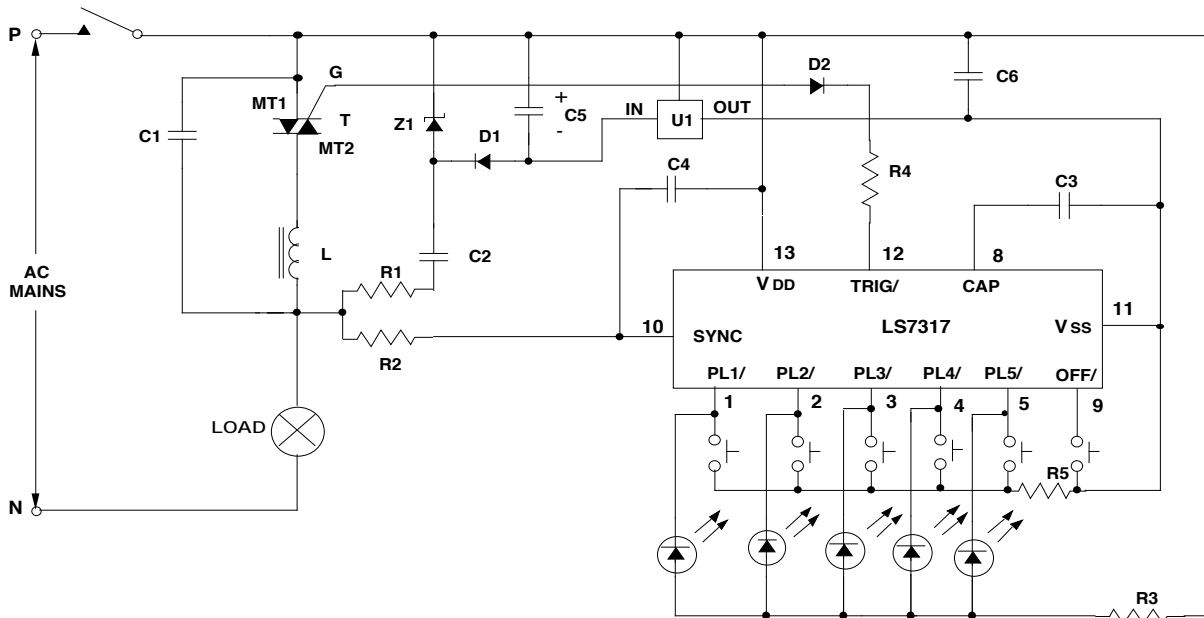 P
G
D2
C6
MT1
T
+
C5
-
IN
U1
OUT
C1
MT2
Z1
D1
C4
R4
C3
L
C2
13
12
8
AC
MAINS
R1
V DD
TRIG/
CAP
11
10
SYNC
LS7317
V SS
R2
PL1/
PL2/
PL3/
PL4/
PL5/
OFF/
1
2
3
4
5
9
LOAD
R5
N
R3